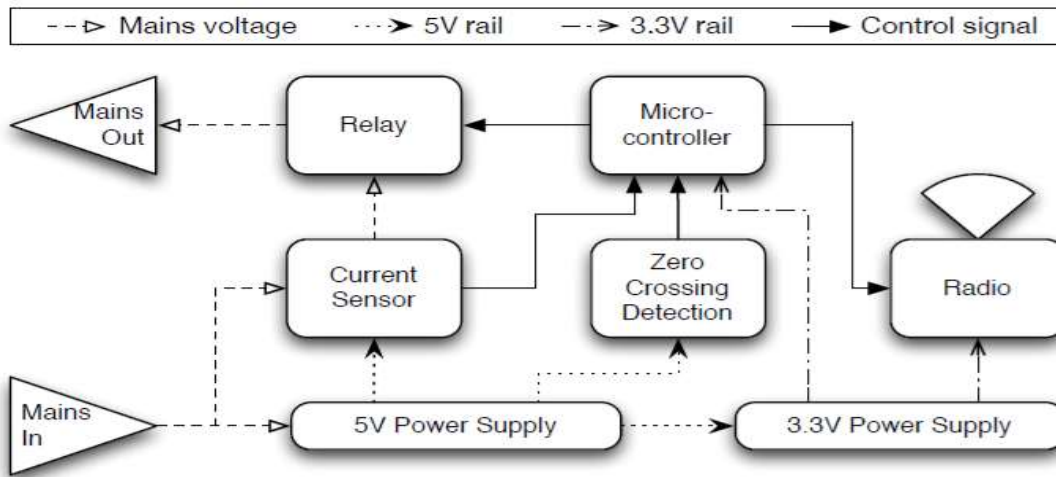 Mains voltage
5V rail
3.3V rail
Control signal
Mains
Out
Relay
Micro-
controller
Current
Sensor
Zero
Crossing
Detection
Radio
Mains
In
5V Power Supply
3.3V Power Supply